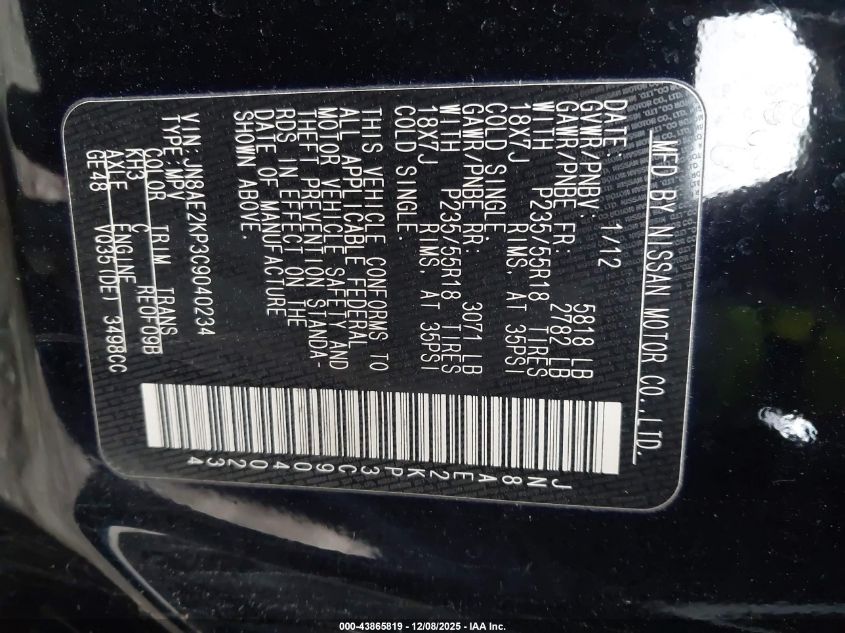 MFD BY NISSAN MOTOR CO.,LTD.
DATE: 1/12
GVWR/PNBV: 5818 LB
GAWR/PNBE FR. 2782 LB
WITH P235/55R18 TIRES
18X7J RIMS. AT 35PSI
COLD SINGLE
GAWR/PNBE RR: 3071 LB
WITH P235/55R18 TIRES
18X7J RIMS. AT 35PSI
COLD SINGLE.
THIS VEHICLE CONFORMS TO
ALL APPLICABLE FEDERAL
MOTOR VEHICLE SAFETY AND
THEFT PREVENTION STANDA-
RDS IN EFFECT ON THE
DATE OF MANUFACTURE
SHOWN ABOVE.
VIN: JN8AE2KP3C9040234
TYPE: MPV
COLOR TRIM TRANS
KH3 C RE0F09B
AXLE ENGINE
GE48 VQ35(DE) 3498CC
JN8AE2KP3C9040234
000-43865819 - 12/08/2025 - IAA Inc.